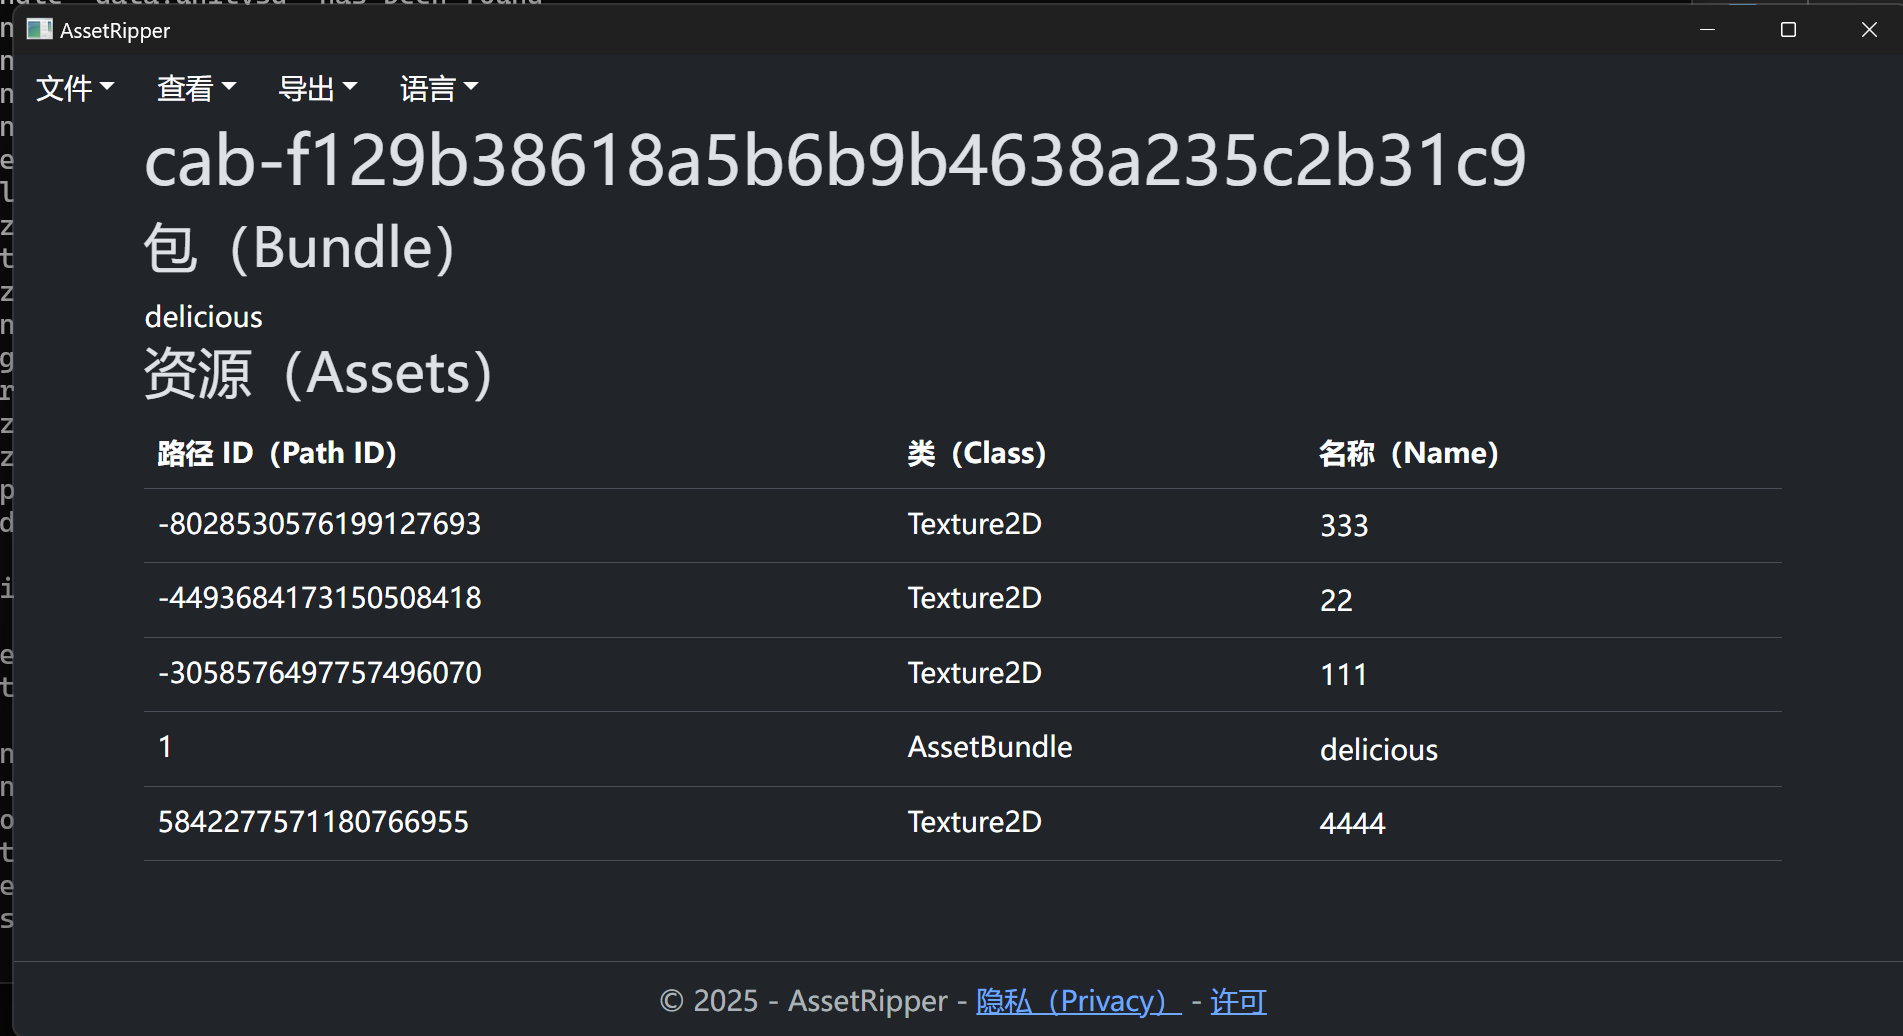 AssetRipper
文件 查看 导出 语言
cab-f129b38618a5b6b9b4638a235c2b31c9
包（Bundle）
delicious
资源（Assets）
路径 ID（Path ID） 类（Class） 名称（Name）
-8028530576199127693 Texture2D 333
-4493684173150508418 Texture2D 22
-3058576497757496070 Texture2D 111
1 AssetBundle delicious
5842277571180766955 Texture2D 4444
© 2025 - AssetRipper - 隐私（Privacy） - 许可